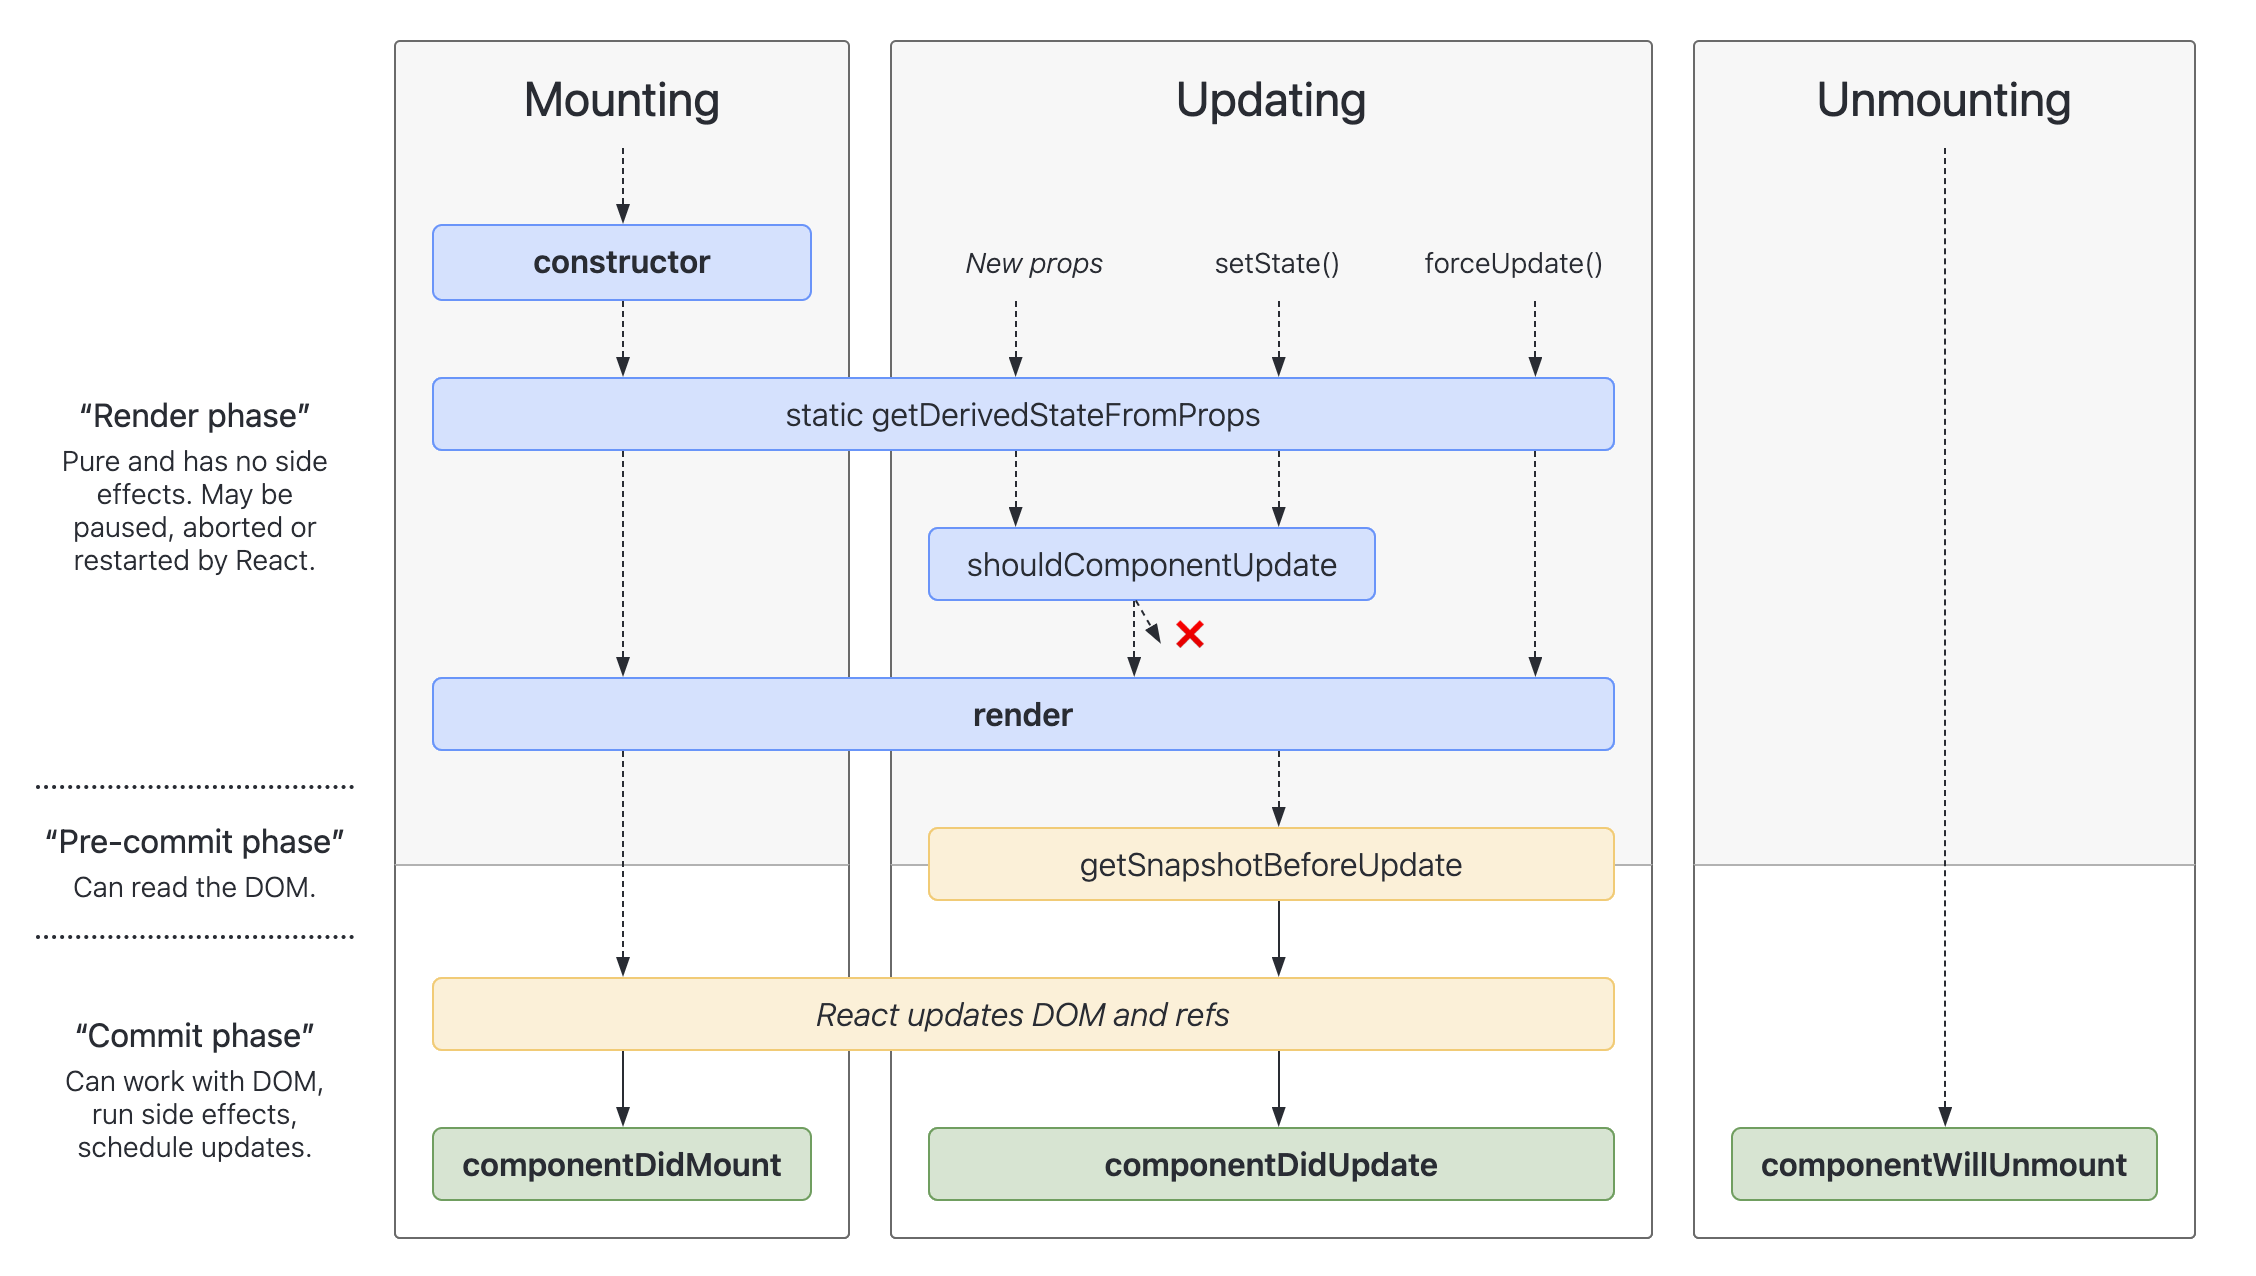 Mounting
Updating
Unmounting
constructor
New props
setState()
forceUpdate()
static getDerivedStateFromProps
“Render phase”
Pure and has no side
effects. May be
paused, aborted or
restarted by React.
shouldComponentUpdate
render
“Pre-commit phase”
Can read the DOM.
getSnapshotBeforeUpdate
React updates DOM and refs
“Commit phase”
Can work with DOM,
run side effects,
schedule updates.
componentDidMount
componentDidUpdate
componentWillUnmount